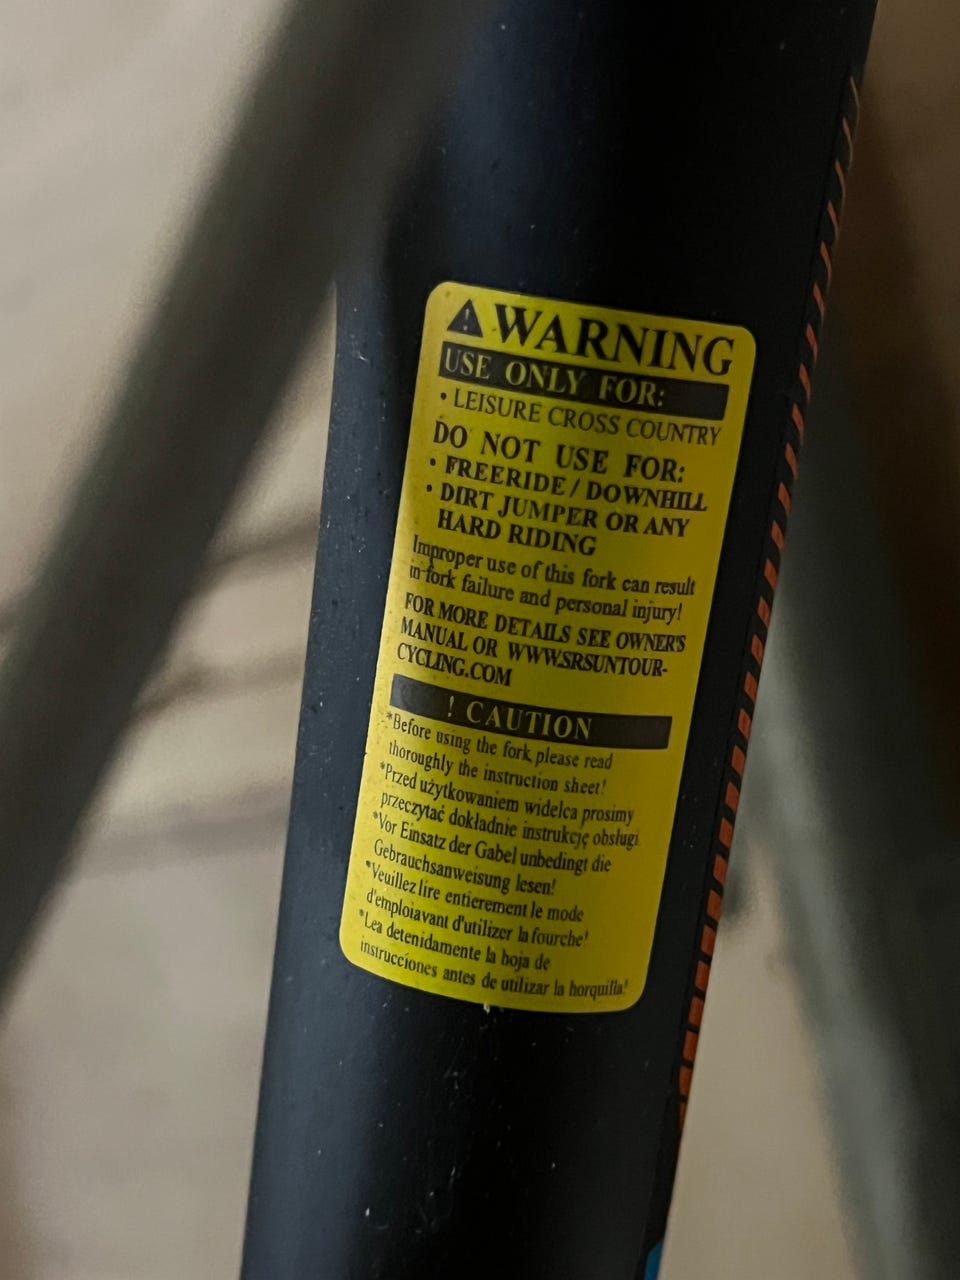 WARNING
USE ONLY FOR:
• LEISURE CROSS COUNTRY
DO NOT USE FOR:
• FREERIDE / DOWNHILL
• DIRT JUMPER OR ANY
HARD RIDING
Improper use of this fork can result
in fork failure and personal injury!
FOR MORE DETAILS SEE OWNER'S
MANUAL OR WWW.SRSUNTOUR-
CYCLING.COM
! CAUTION
*Before using the fork please read
thoroughly the instruction sheet!
*Przed użytkowaniem widelca prosimy
przeczytać dokładnie instrukcję obsługi
*Vor Einsatz der Gabel unbedingt die
Gebrauchsanweisung lesen!
*Veuillez lire entierement le mode
d'emploiavant d'utilizer la fourche!
*Lea detenidamente la hoja de
instrucciones antes de utilizar la horquilla!